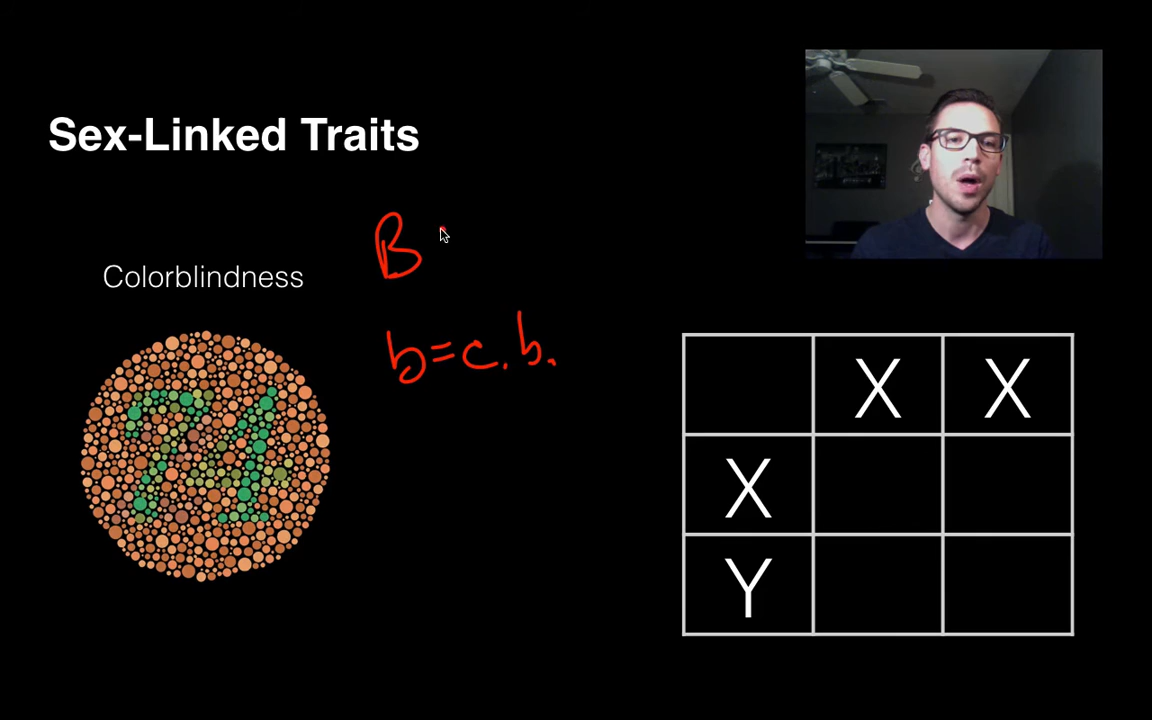 Sex-Linked Traits
B
Colorblindness
b=c.b.
74
X X
X
Y